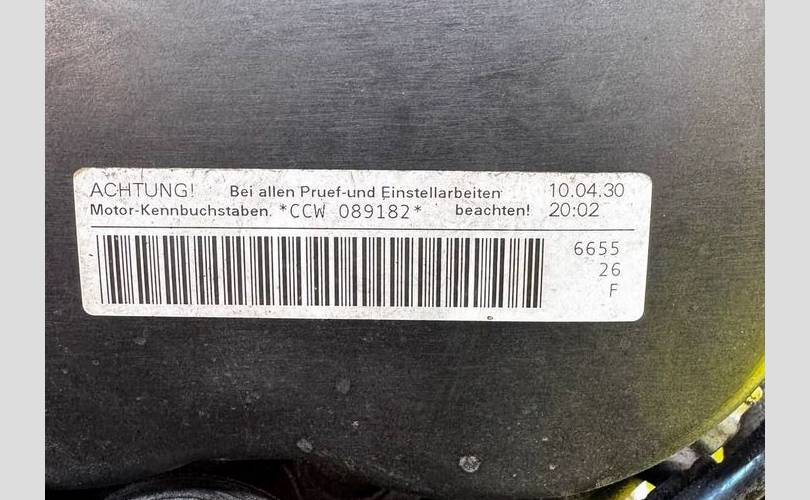 ACHTUNG! Bei allen Pruef-und Einstellarbeiten 10.04.30
Motor-Kennbuchstaben. *CCW 089182* beachten! 20:02
6655
26
F